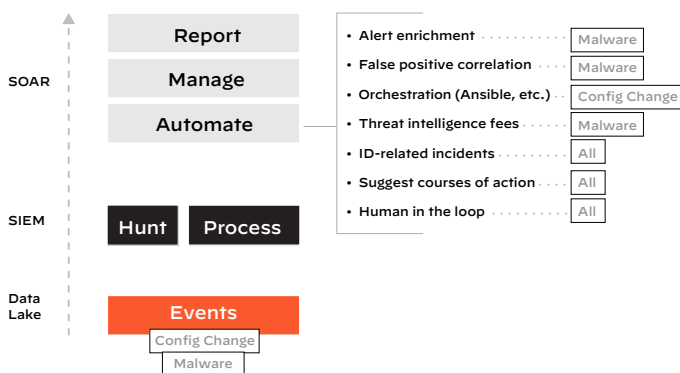 Report
SOAR
Manage
Automate
• Alert enrichment Malware
• False positive correlation Malware
• Orchestration (Ansible, etc.) Config Change
• Threat intelligence fees Malware
• ID-related incidents All
• Suggest courses of action All
• Human in the loop All
SIEM
Hunt Process
Data
Lake
Events
Config Change
Malware